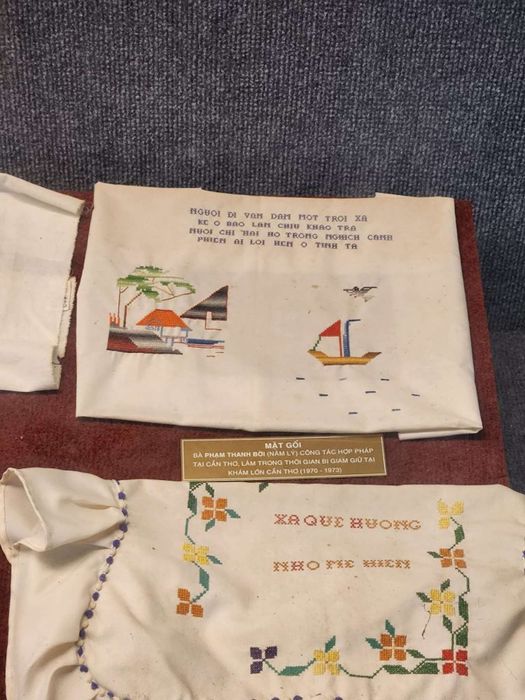 NGUOI DI VAN DAM MOT TROI XA
KE O BAO LAM CHIU KHAO TRA
NUOI CHI HAI HO TRONG NGHICH CANH
PHIEN AI LOI HEN O TINH TA
MẶT GỐI
BÀ PHẠM THANH BỜI (NĂM LÝ) CÔNG TÁC HỢP PHÁP
TẠI CẦN THƠ, LÀM TRONG THỜI GIAN BỊ GIAM GIỮ TẠI
KHÁM LỚN CẦN THƠ (1970 - 1973)
XA QUE HUONG
NHO ME HIEN